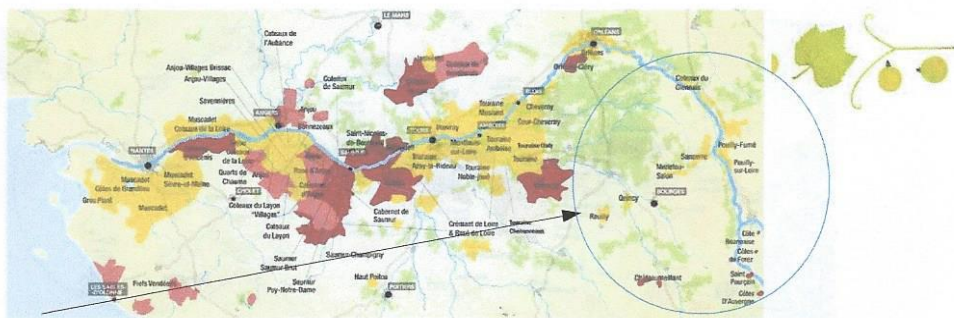 LE MANS
Coteaux de
l'Aubance
ORLÉANS
Orléans
Orléans-Cléry
Anjou-Villages Brissac
Anjou-Villages
Coteaux
de Saumur
Coteaux du
Giennois
BLOIS
Savennières
ANGERS
Anjou
Bonnezeaux
Touraine
Mesland
Cheverny
Cour-Cheverny
Muscadet
Coteaux de la Loire
Saint-Nicolas-
de-Bourgueil
TOURS
Vouvray
AMBOISE
Montlouis-
sur-Loire
Touraine
Amboise
Touraine
NANTES
SAUMUR
Touraine
Azay-le-Rideau
Touraine
Noble-Joué
Sancerre
Pouilly-Fumé
Pouilly-
sur-Loire
Menetou-
Salon
Muscadet
Côtes de Grandlieu
Muscadet
Sèvre-et-Maine
Quarts de
Chaume
Anjou
Gros Plant
Muscadet
CHOLET
Coteaux du Layon
"Villages"
Coteaux
du Layon
Cabernet de
Saumur
Quincy
BOURGES
Reuilly
Crémant de Loire
& Rosé de Loire
Touraine
Chenonceaux
Côte
Roannaise
Côtes
du Forez
Saint
Pourçain
Côtes
D'Auvergne
Saumur-Champigny
Saumur
Saumur Brut
Saumur
Puy-Notre-Dame
Haut Poitou
POITIERS
Châteaumeillant
LES SABLES-
D'OLONNE
Fiefs Vendéens